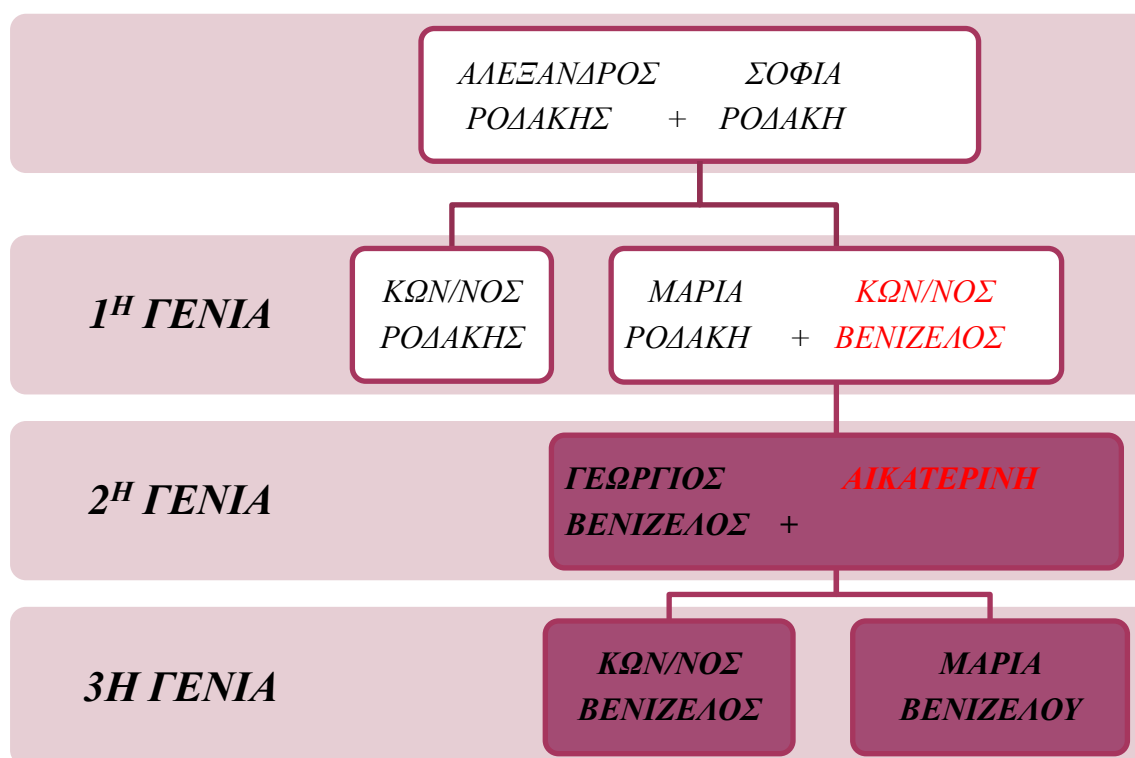 ΑΛΕΞΑΝΔΡΟΣ ΣΟΦΙΑ
ΡΟΔΑΚΗΣ + ΡΟΔΑΚΗ
1Η ΓΕΝΙΑ
ΚΩΝ/ΝΟΣ
ΡΟΔΑΚΗΣ
ΜΑΡΙΑ ΚΩΝ/ΝΟΣ
ΡΟΔΑΚΗ + ΒΕΝΙΖΕΛΟΣ
2Η ΓΕΝΙΑ
ΓΕΩΡΓΙΟΣ ΑΙΚΑΤΕΡΙΝΗ
ΒΕΝΙΖΕΛΟΣ +
3Η ΓΕΝΙΑ
ΚΩΝ/ΝΟΣ
ΒΕΝΙΖΕΛΟΣ
ΜΑΡΙΑ
ΒΕΝΙΖΕΛΟΥ